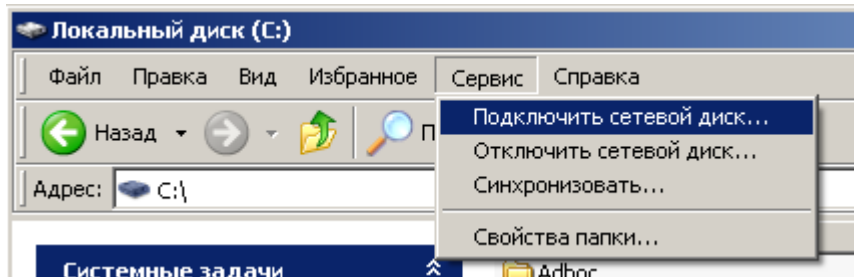 Локальный диск (C:)
Файл Правка Вид Избранное Сервис Справка
Назад
Подключить сетевой диск...
Отключить сетевой диск...
Синхронизовать...
Свойства папки...
Адрес: C:\
Системные задачи
Adhoc